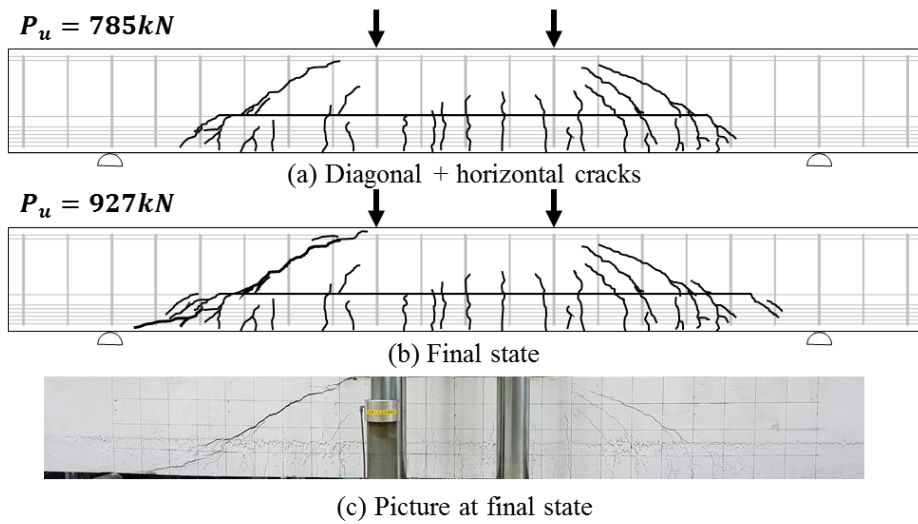 P_u = 785kN
(a) Diagonal + horizontal cracks
P_u = 927kN
(b) Final state
(c) Picture at final state